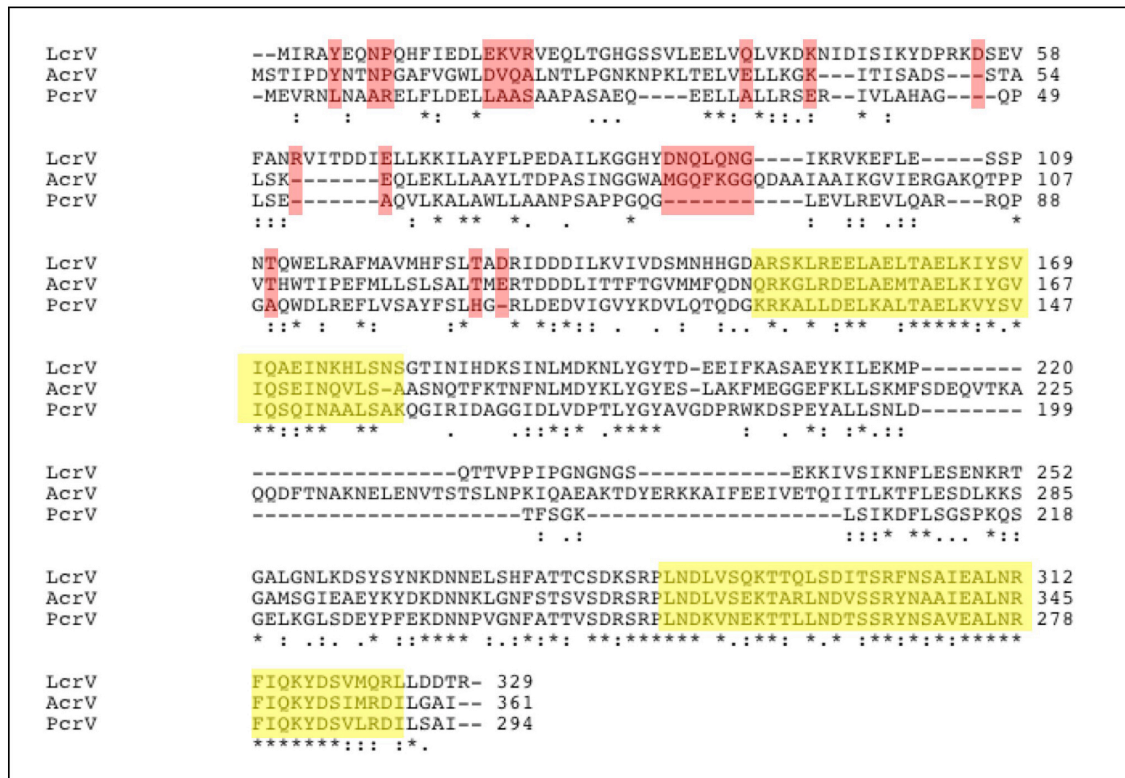 LcrV --MIRAYEQNPQHFIEDLEKVRVEQLTGHGSSVLEELVQLVKDKNIDISIKYDPRKDSEV 58
AcrV MSTIPDYNTNPGAFVGWLDVQALNTLPGNKNPKLTELVELLKGK---ITISADS---STA 54
PcrV -MEVRNLNAARELFLDELLAASAAPASAEQ----EELLALLRSER--IVLAHAG----QP 49
: : *: * ... **: *::.: * :
LcrV FANRVITDDIELLKKILAYFLPEDAILKGGHYDNQLQNG----IKRVKEFLE-----SSP 109
AcrV LSK-------EQLEKLLAAYLTDPASINGGWAMGQFKGGQDAAIAAIKGVIERGAKQTPP 107
PcrV LSE-------AQVLKALAWLLAANPSAPPGQG-----------LEVLREVLQAR---RQP 88
:::  * ** *. . * : :: .:: *
LcrV NTQWELRAFMAVMHFSLTADRIDDDILKVIVDSMNHHGDARSKLREELAELTAELKIYSV 169
AcrV VTHWTIPEFMLLSLSALTMERTDDDLITTFTGVMMFQDNQRKGLRDELAEMTAELKIYGV 167
PcrV GAQWDLREFLVSAYFSLHG-RLDEDVIGVYKDVLQTQDGKRKALLDELKALTAELKVYSV 147
::* : *: :* * *:*:: . . : :.. *. * :** :*****:*.*
LcrV IQAEINKHLSNSGTINIHDKSINLMDKNLYGYTD-EEIFKASAEYKILEKMP-------- 220
AcrV IQSEINQVLS-AASNQTFKTNFNLMDYKLYGYES-LAKFMEGGEFKLLSKMFSDEQVTKA 225
PcrV IQSQINAALSAKQGIRIDAGGIDLVDPTLYGYAVGDPRWKDSPEYALLSNLD-------- 199
**::** ** . .::*:* .**** : . *: :*.::
LcrV ----------------QTTVPPIPGNGNGS------------EKKIVSIKNFLESENKRT 252
AcrV QQDFTNAKNELENVTSTSLNPKIQAEAKTDYERKKAIFEEIVETQIITLKTFLESDLKKS 285
PcrV ---------------------TFSGK--------------------LSIKDFLSGSPKQS 218
: .: :::* **... *::
LcrV GALGNLKDSYSYNKDNNELSHFATTCSDKSRPLNDLVSQKTTQLSDITSRFNSAIEALNR 312
AcrV GAMSGIEAEYKYDKDNNKLGNFSTSVSDRSRPLNDLVSEKTARLNDVSSRYNAAIEALNR 345
PcrV GELKGLSDEYPFEKDNNPVGNFATTVSDRSRPLNDKVNEKTTLLNDTSSRYNSAVEALNR 278
* : .:. .* : **** :.:*:*: **:****** *.:**: *.* :**:*:*:*****
LcrV FIQKYDSVMQRLLDDTR- 329
AcrV FIQKYDSIMRDILGAI-- 361
PcrV FIQKYDSVLRDILSAI-- 294
*******::: :*.